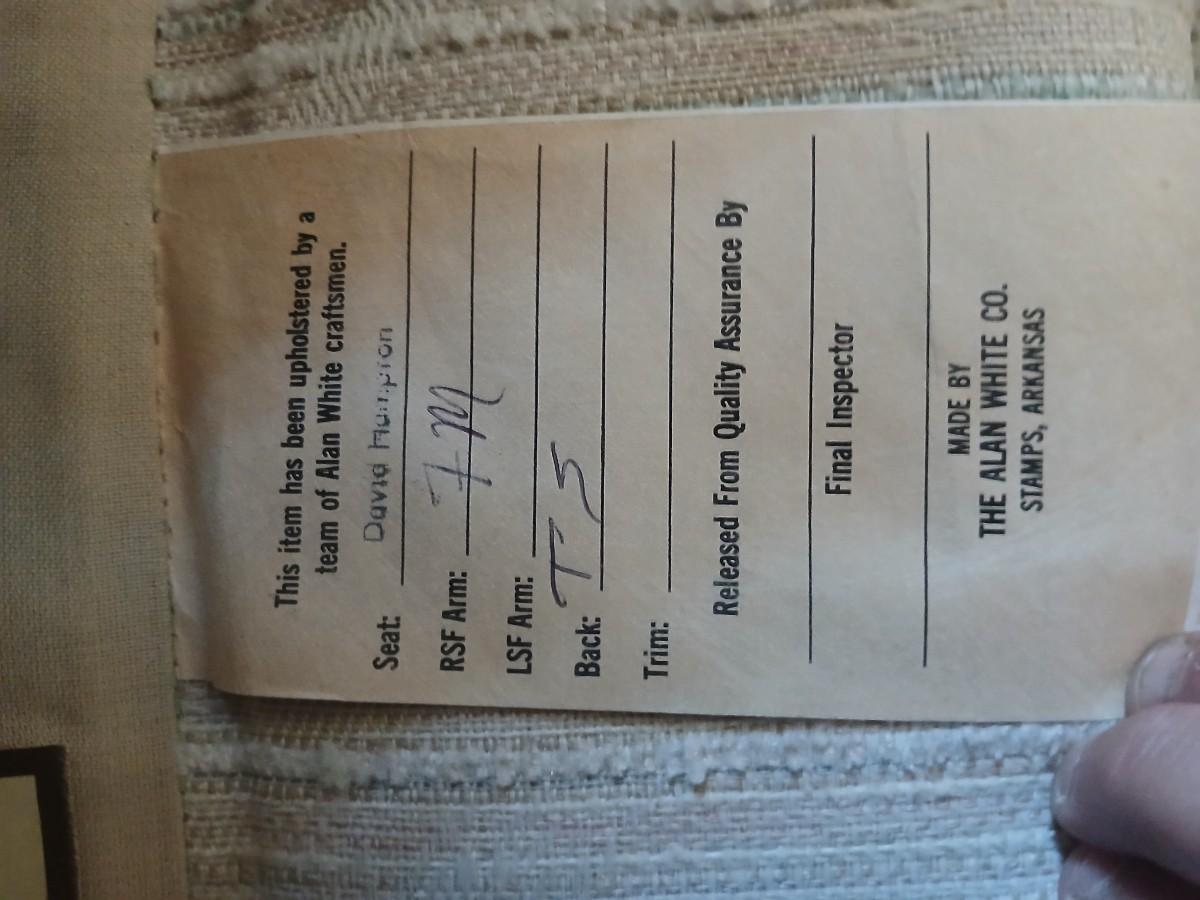 This item has been upholstered by a
team of Alan White craftsmen.
Seat: David
RSF Arm: FM
LSF Arm:
Back: TS
Trim:
Released From Quality Assurance By
Final Inspector
MADE BY
THE ALAN WHITE CO.
STAMPS, ARKANSAS